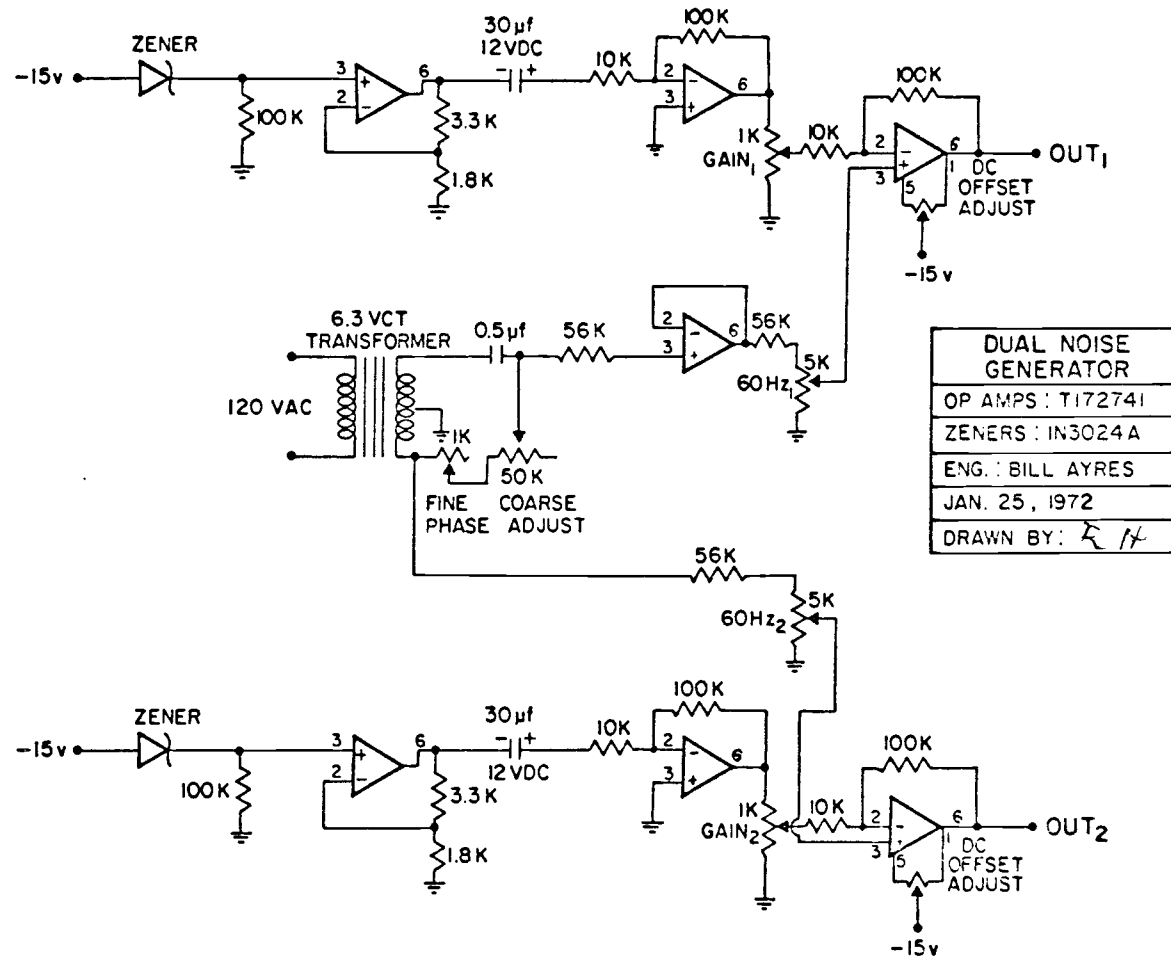 ZENER
-15v
100K
3
2
6
+
-
3.3K
1.8K
30µf
12VDC
- +
10K
100K
2
3
6
-
+
1K
GAIN1
10K
100K
2
3
6
5
1
-
+
OUT1
DC
OFFSET
ADJUST
-15v
6.3 VCT
TRANSFORMER
120 VAC
0.5µf
56K
2
3
6
-
+
56K
5K
60Hz1
1K
50K
FINE COARSE
PHASE ADJUST
DUAL NOISE
GENERATOR
OP AMPS: TI72741
ZENERS: IN3024A
ENG.: BILL AYRES
JAN. 25, 1972
DRAWN BY:
56K
5K
60Hz2
ZENER
-15v
100K
3
2
6
+
-
3.3K
1.8K
30µf
12VDC
- +
10K
100K
2
3
6
-
+
1K
GAIN2
10K
100K
2
3
6
5
1
-
+
OUT2
DC
OFFSET
ADJUST
-15v